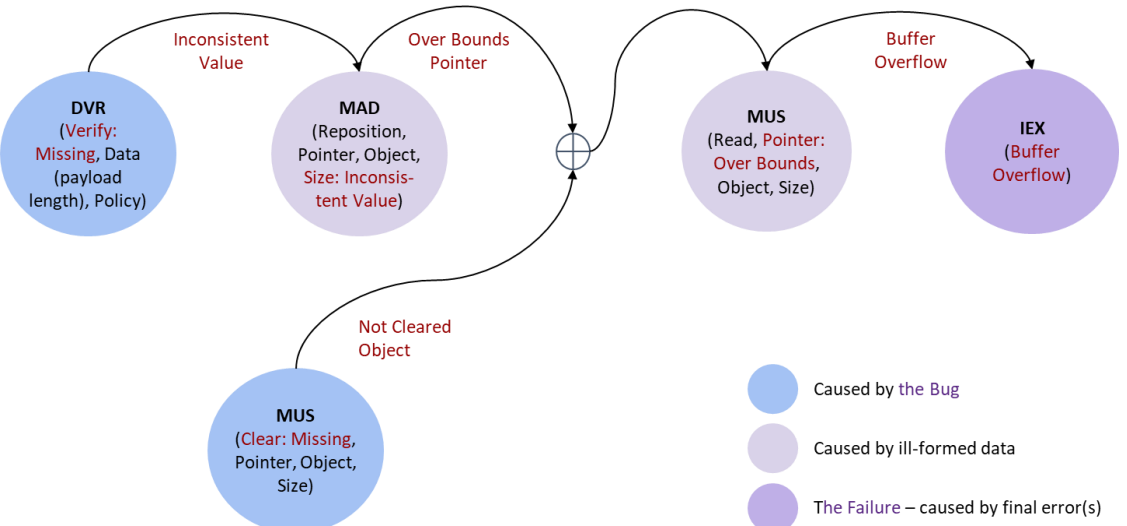 Inconsistent
Value
Over Bounds
Pointer
Buffer
Overflow
DVR
(Verify:
Missing, Data
(payload
length), Policy)
MAD
(Reposition,
Pointer, Object,
Size: Inconsis-
tent Value)
MUS
(Read, Pointer:
Over Bounds,
Object, Size)
IEX
(Buffer
Overflow)
Not Cleared
Object
MUS
(Clear: Missing,
Pointer, Object,
Size)
Caused by the Bug
Caused by ill-formed data
The Failure – caused by final error(s)